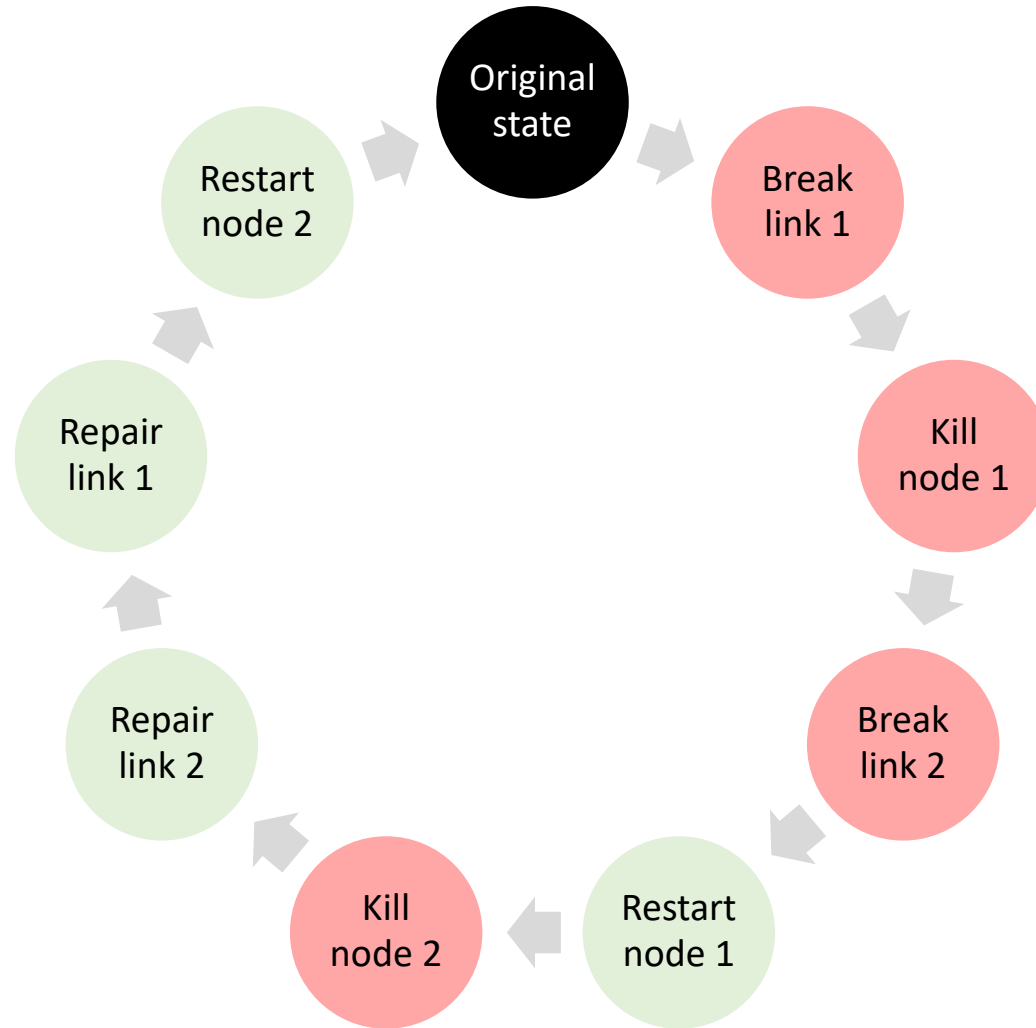 Original
state
Break
link 1
Kill
node 1
Break
link 2
Restart
node 1
Kill
node 2
Repair
link 2
Repair
link 1
Restart
node 2